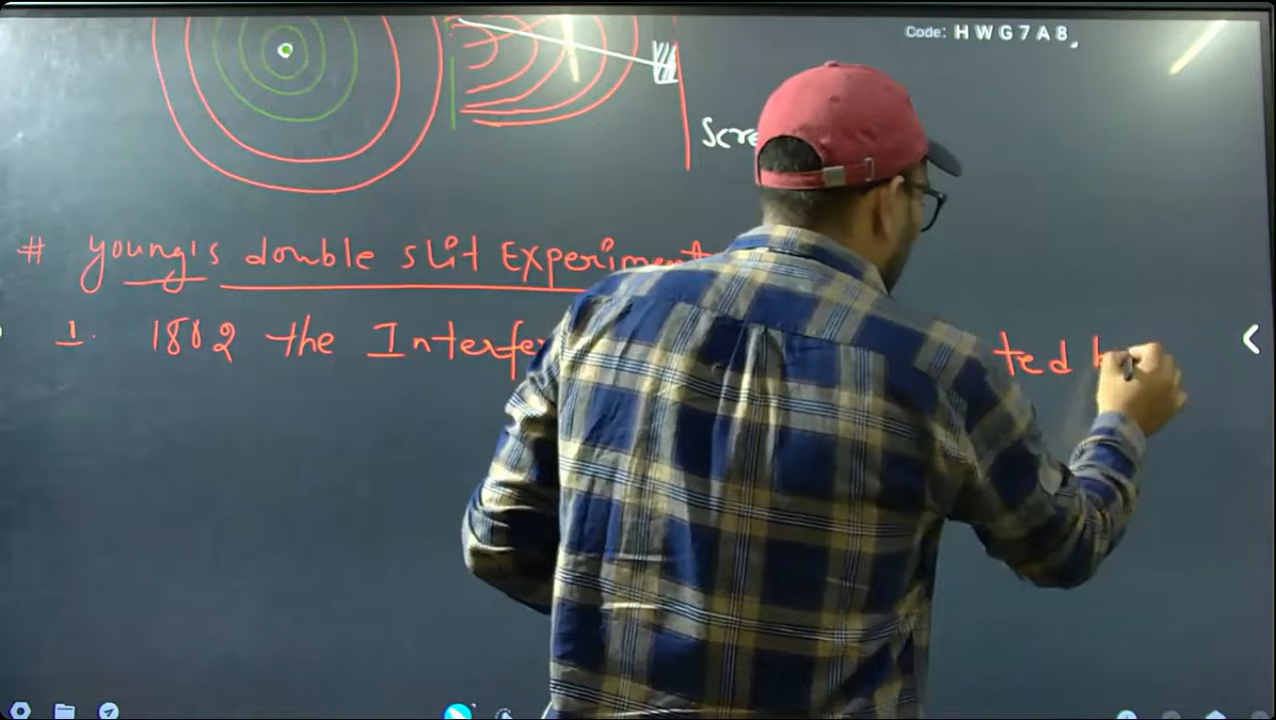 Code: HWG7A8
Scre
# young's double slit Experiment
1. 1802 the Interfe ted b